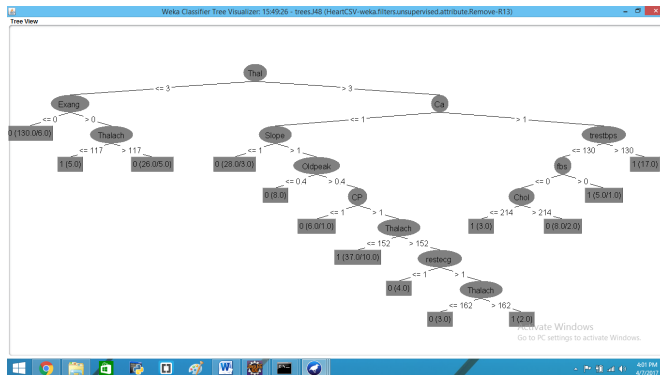 Weka Classifier Tree Visualizer: 15:49:26 - trees.J48 (HeartCSV-weka.filters.unsupervised.attribute.Remove-R13)
Tree View
Thal
<= 3 > 3
Exang Ca
<= 0 > 0 <= 1 > 1
0 (130.0/6.0) Thalach Slope trestbps
<= 117 > 117 <= 1 > 1 <= 130 > 130
1 (5.0) 0 (26.0/5.0) 0 (28.0/3.0) Oldpeak fbs 1 (17.0)
<= 0.4 > 0.4 <= 0 > 0
0 (8.0) CP Chol 1 (5.0/1.0)
<= 1 > 1 <= 214 > 214
0 (6.0/1.0) Thalach 1 (3.0) 0 (8.0/2.0)
<= 152 > 152
1 (37.0/10.0) restecg
<= 1 > 1
0 (4.0) Thalach
<= 162 > 162
0 (3.0) 1 (2.0)
Activate Windows
Go to PC settings to activate Windows.
4:01 PM
4/7/2017